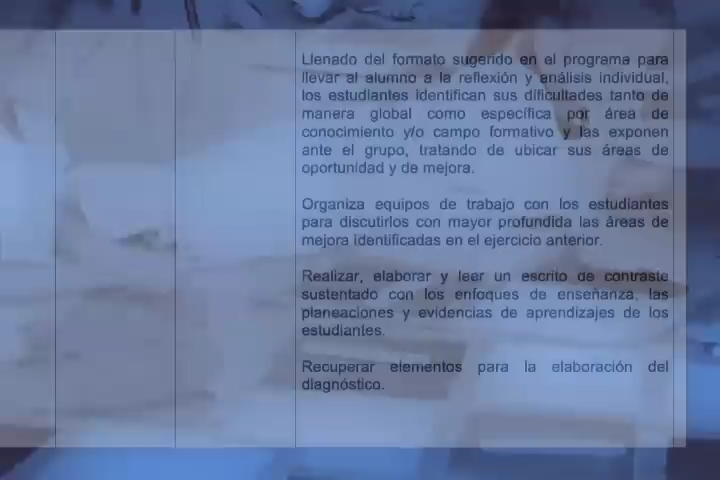 Llenado del formato sugerido en el programa para
llevar al alumno a la reflexión y análisis individual,
los estudiantes identifican sus dificultades tanto de
manera global como específica por área de
conocimiento y/o campo formativo y las exponen
ante el grupo, tratando de ubicar sus áreas de
oportunidad y de mejora.
Organiza equipos de trabajo con los estudiantes
para discutirlos con mayor profundida las áreas de
mejora identificadas en el ejercicio anterior.
Realizar, elaborar y leer un escrito de contraste
sustentado con los enfoques de enseñanza, las
planeaciones y evidencias de aprendizajes de los
estudiantes.
Recuperar elementos para la elaboración del
diagnóstico.